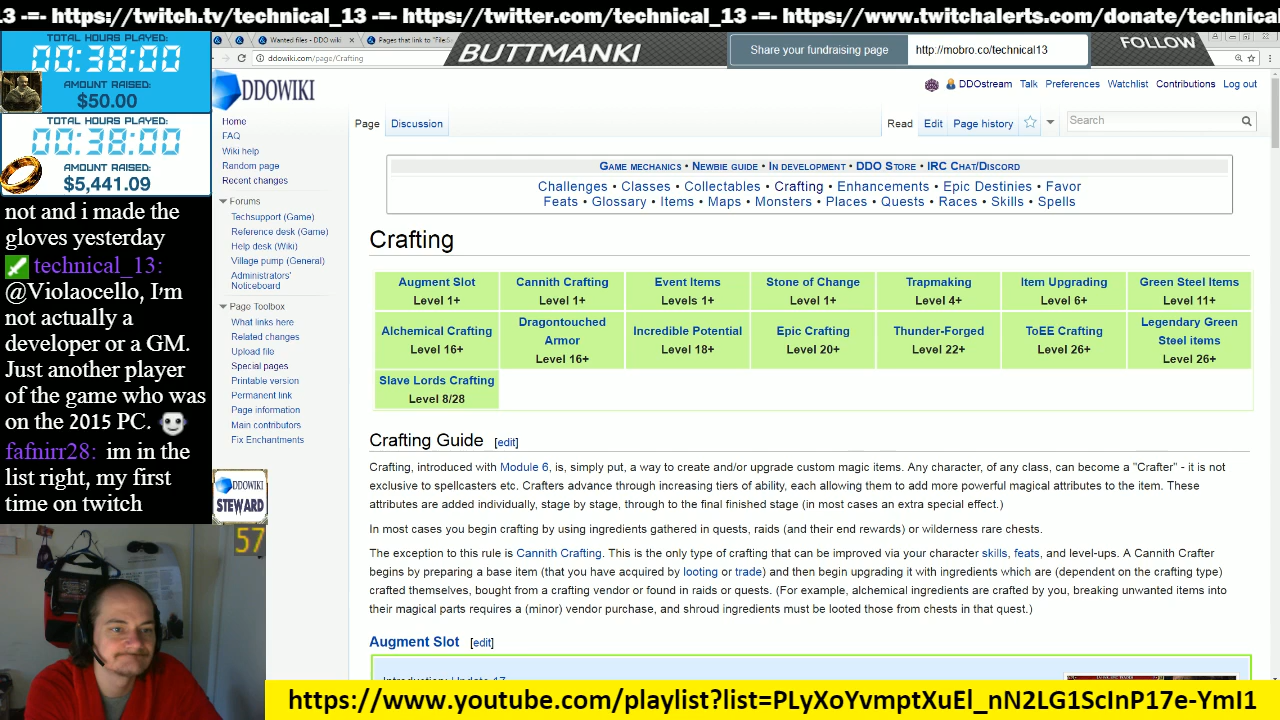 3 -=- https://twitch.tv/technical_13 -=- https://twitter.com/technical_13 -=- https://www.twitchalerts.com/donate/technical
TOTAL HOURS PLAYED:
00:38:00
AMOUNT RAISED:
$50.00
TOTAL HOURS PLAYED:
00:38:00
AMOUNT RAISED:
$5,441.09
not and i made the
gloves yesterday
technical_13:
@Violaocello, I'm
not actually a
developer or a GM.
Just another player
of the game who was
on the 2015 PC.
fafnirr28: im in the
list right, my first
time on twitch
Wanted files - DDO wiki
Pages that link to "File:S
BUTTMANKI
Share your fundraising page
http://mobro.co/technical13
FOLLOW
ddowiki.com/page/Crafting
DDOWIKI
DDOstream Talk Preferences Watchlist Contributions Log out
Home
FAQ
Wiki help
Random page
Recent changes
Forums
Techsupport (Game)
Reference desk (Game)
Help desk (Wiki)
Village pump (General)
Administrators'
Noticeboard
Page Toolbox
What links here
Related changes
Upload file
Special pages
Printable version
Permanent link
Page information
Main contributors
Fix Enchantments
DDOWIKI
STEWARD
57
Page Discussion
Read Edit Page history
Search
Game mechanics • Newbie guide • In development • DDO Store • IRC Chat/Discord
Challenges • Classes • Collectables • Crafting • Enhancements • Epic Destinies • Favor
Feats • Glossary • Items • Maps • Monsters • Places • Quests • Races • Skills • Spells
Crafting
Augment Slot
Level 1+
Cannith Crafting
Level 1+
Event Items
Levels 1+
Stone of Change
Level 1+
Trapmaking
Level 4+
Item Upgrading
Level 6+
Green Steel Items
Level 11+
Alchemical Crafting
Level 16+
Dragontouched
Armor
Level 16+
Incredible Potential
Level 18+
Epic Crafting
Level 20+
Thunder-Forged
Level 22+
ToEE Crafting
Level 26+
Legendary Green
Steel items
Level 26+
Slave Lords Crafting
Level 8/28
Crafting Guide [edit]
Crafting, introduced with Module 6, is, simply put, a way to create and/or upgrade custom magic items. Any character, of any class, can become a "Crafter" - it is not
exclusive to spellcasters etc. Crafters advance through increasing tiers of ability, each allowing them to add more powerful magical attributes to the item. These
attributes are added individually, stage by stage, through to the final finished stage (in most cases an extra special effect.)
In most cases you begin crafting by using ingredients gathered in quests, raids (and their end rewards) or wilderness rare chests.
The exception to this rule is Cannith Crafting. This is the only type of crafting that can be improved via your character skills, feats, and level-ups. A Cannith Crafter
begins by preparing a base item (that you have acquired by looting or trade) and then begin upgrading it with ingredients which are (dependent on the crafting type)
crafted themselves, bought from a crafting vendor or found in raids or quests. (For example, alchemical ingredients are crafted by you, breaking unwanted items into
their magical parts requires a (minor) vendor purchase, and shroud ingredients must be looted those from chests in that quest.)
Augment Slot [edit]
Introduction: Update 17
https://www.youtube.com/playlist?list=PLyXoYvmptXuEl_nN2LG1ScInP17e-YmI1